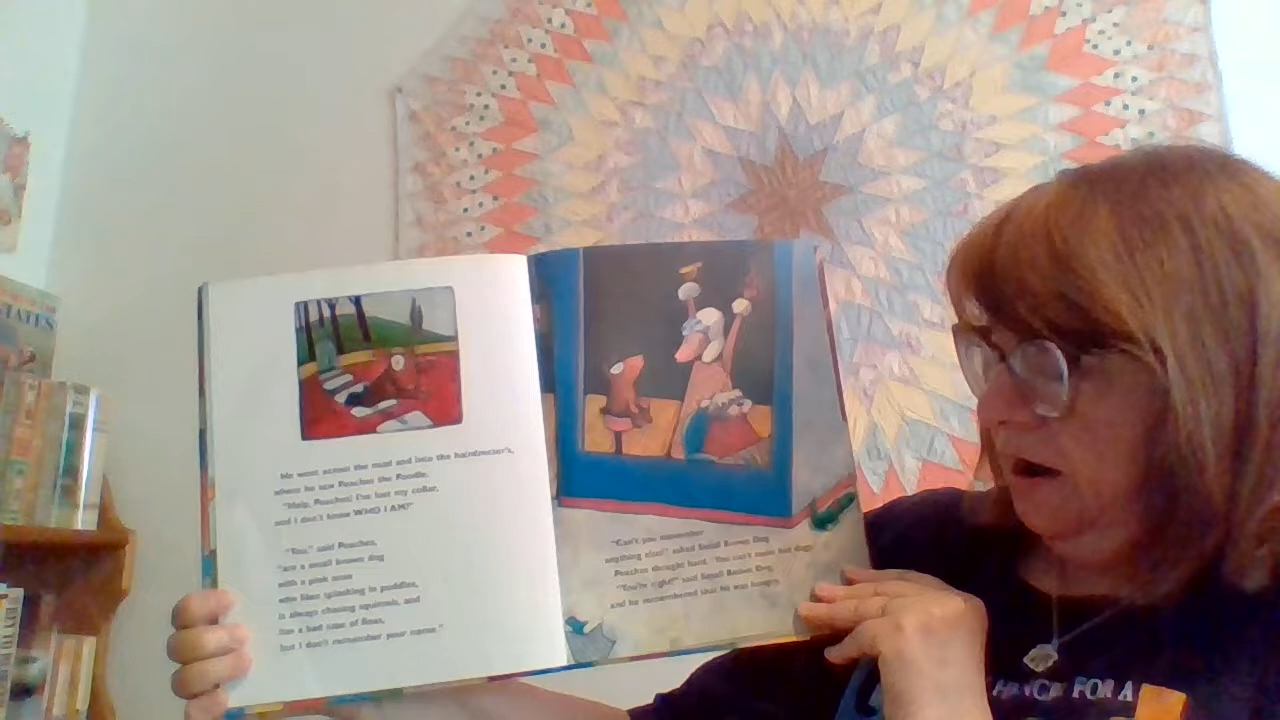 He went across the road and into the hairdresser's,
where he saw Peaches the Poodle.
"Help, Peaches! I've lost my collar,
and I don't know WHO I AM!"
"You," said Peaches,
"are a small brown dog
with a pink nose
who likes splashing in puddles,
is always chasing squirrels, and
has a bad case of fleas,
but I don't remember your name."
"Can't you remember
anything else?" asked Small Brown Dog.
Peaches thought hard. "You can't resist hot dogs."
"You're right!" said Small Brown Dog,
and he remembered that he was hungry.
TATES
FOR A